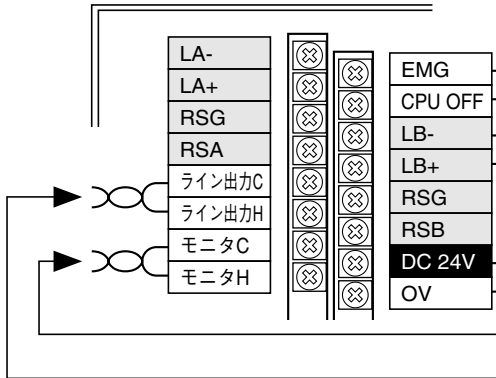 LA-
LA+
RSG
RSA
ライン出力C
ライン出力H
モニタC
モニタH
EMG
CPU OFF
LB-
LB+
RSG
RSB
DC 24V
OV